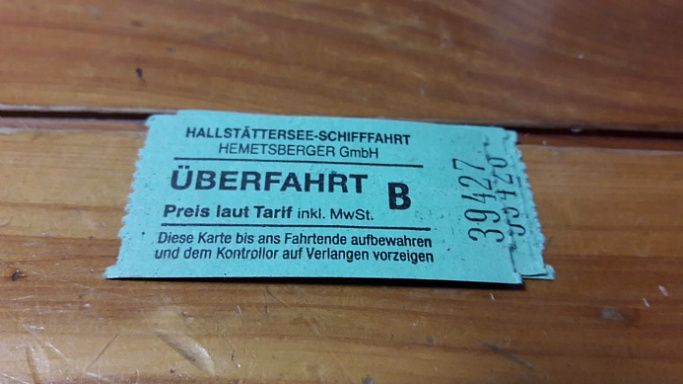 HALLSTÄTTERSEE-SCHIFFFAHRT
HEMETSBERGER GmbH
ÜBERFAHRT B
Preis laut Tarif inkl. MwSt.
Diese Karte bis ans Fahrtende aufbewahren
und dem Kontrollor auf Verlangen vorzeigen
39427